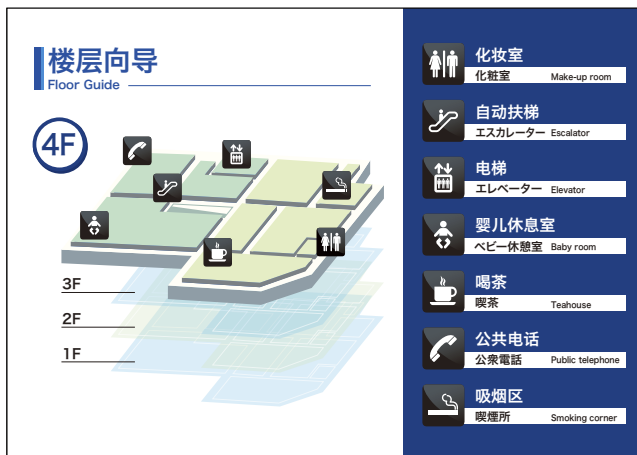 楼层向导
Floor Guide
4F
3F
2F
1F
化妆室
化粧室 Make-up room
自动扶梯
エスカレーター Escalator
电梯
エレベーター Elevator
婴儿休息室
ベビー休憩室 Baby room
喝茶
喫茶 Teahouse
公共电话
公衆電話 Public telephone
吸烟区
喫煙所 Smoking corner